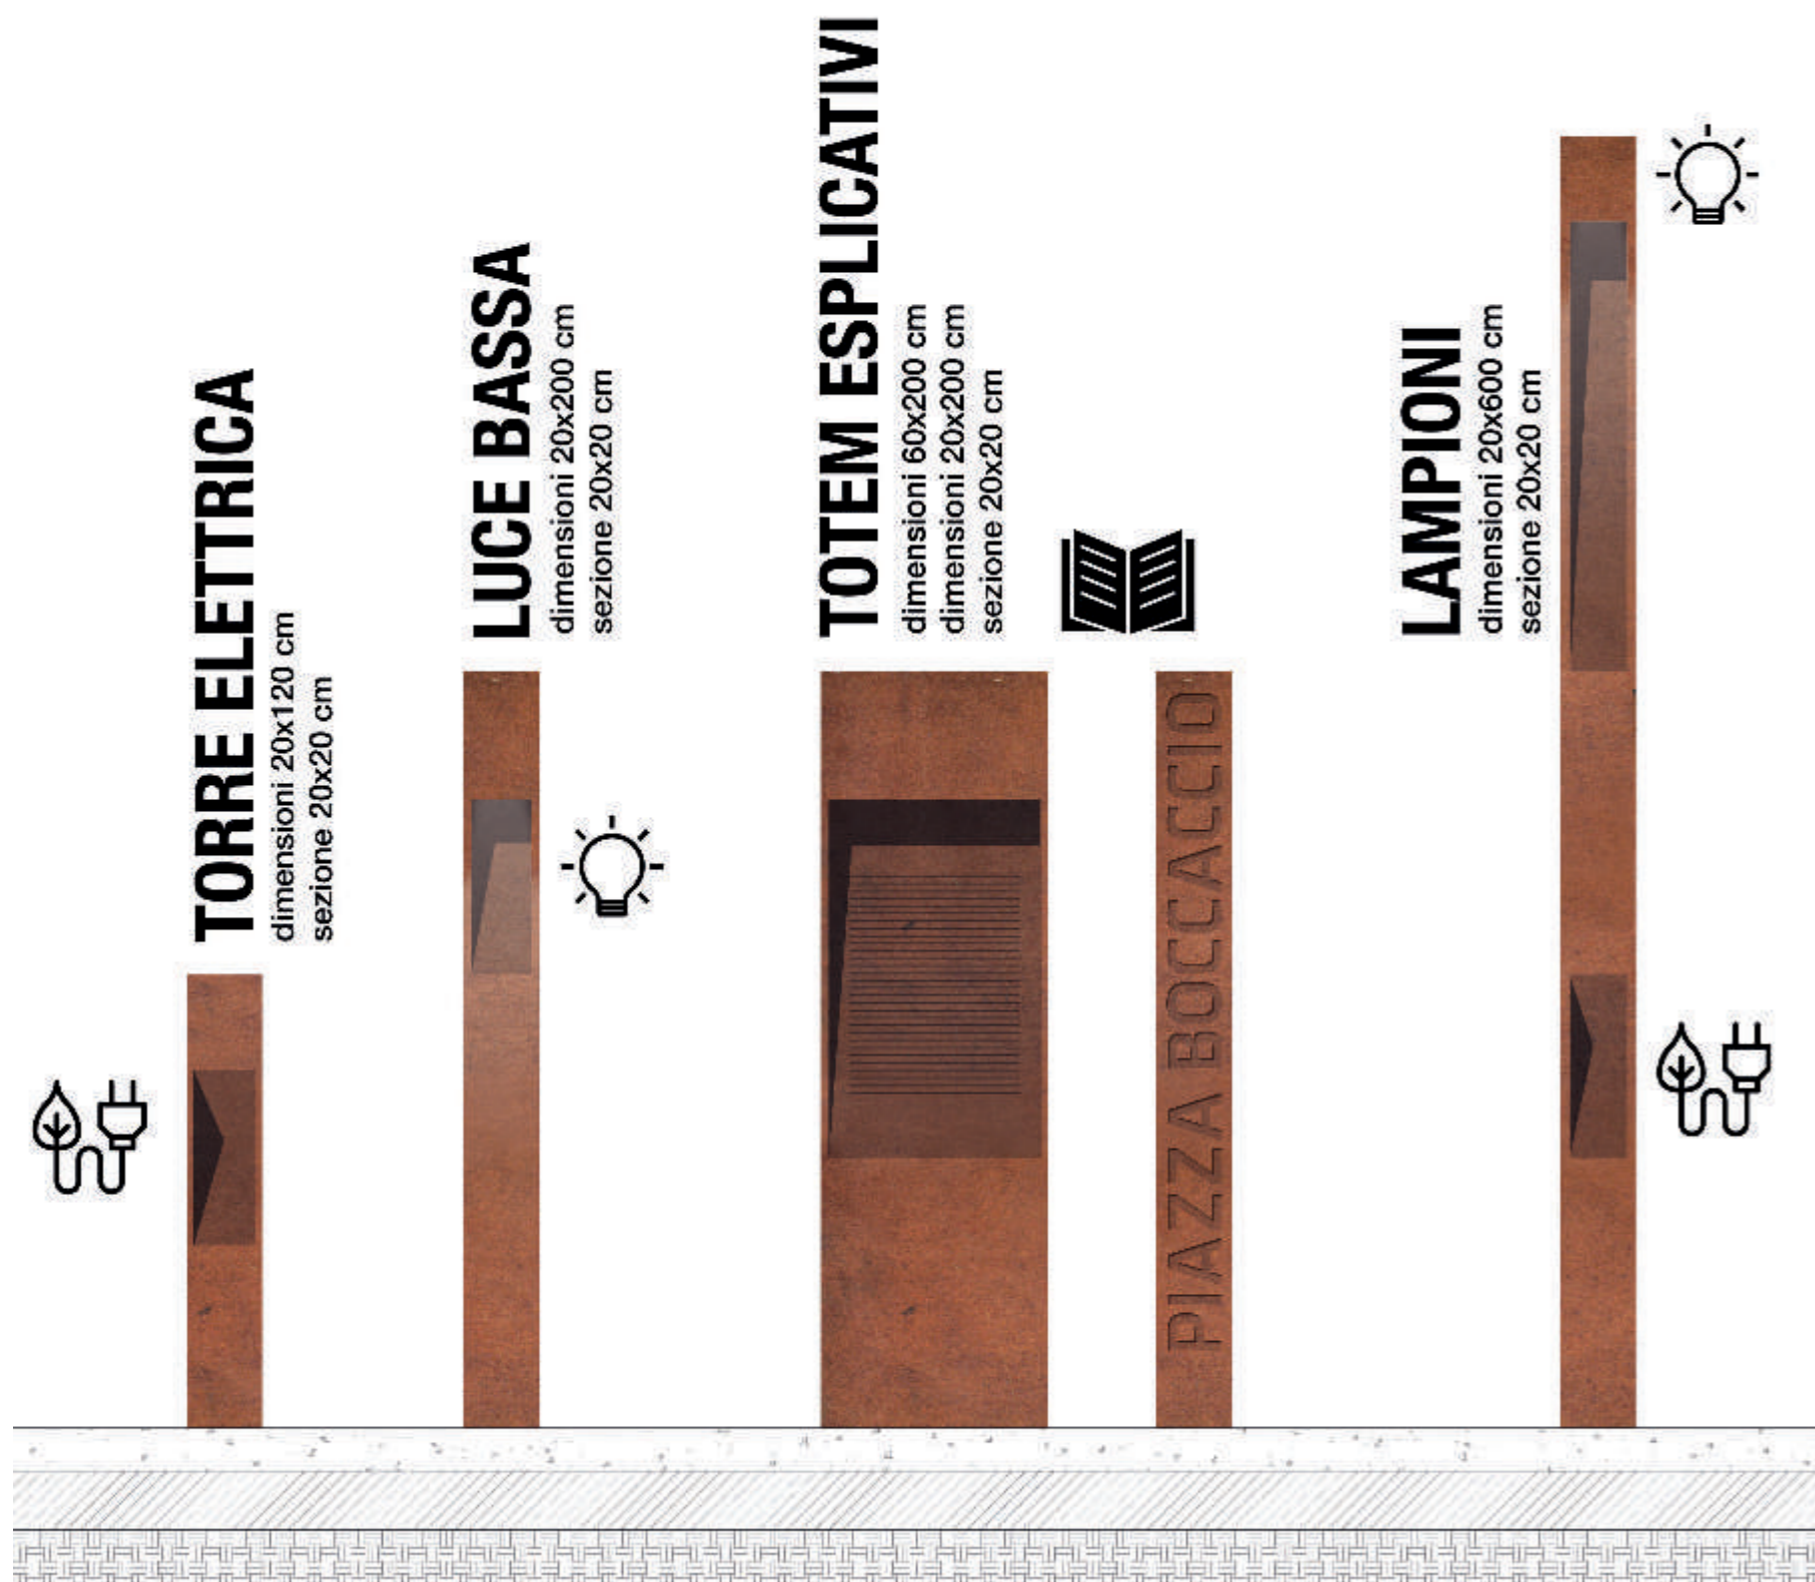 TORRE ELETTRICA
dimensioni 20x120 cm
sezione 20x20 cm
LUCE BASSA
dimensioni 20x200 cm
sezione 20x20 cm
TOTEM ESPLICATIVI
dimensioni 60x200 cm
dimensioni 20x200 cm
sezione 20x20 cm
PIAZZA BOCCACCIO
LAMPIONI
dimensioni 20x600 cm
sezione 20x20 cm